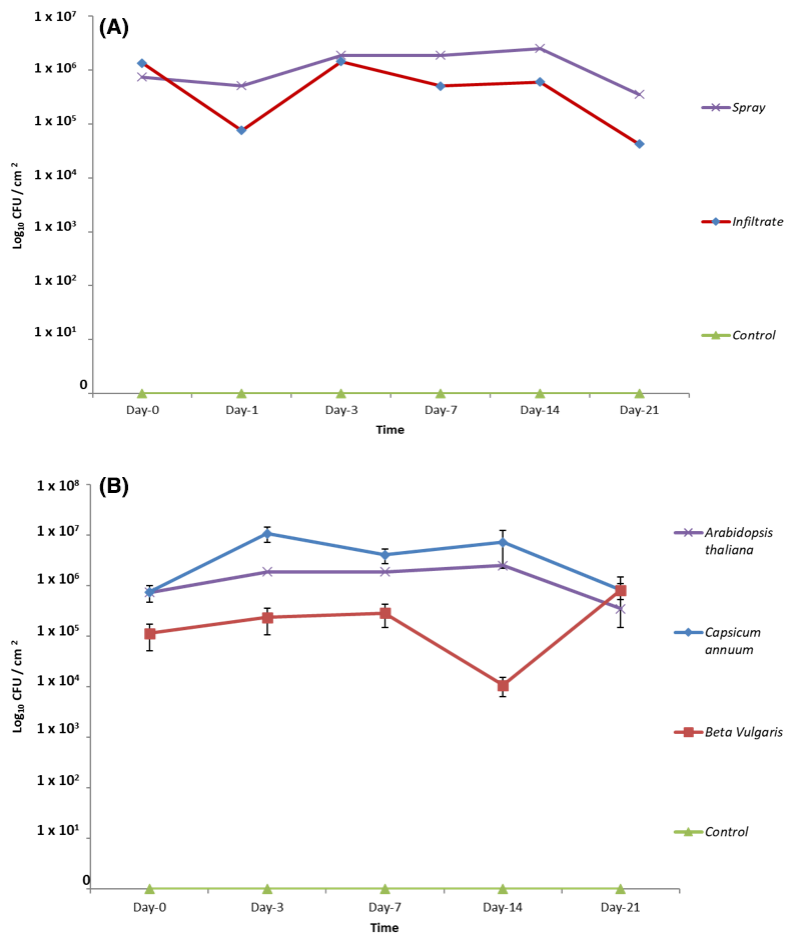 (A)
1 x 10⁷
1 x 10⁶
1 x 10⁵
1 x 10⁴
1 x 10³
1 x 10²
1 x 10¹
0
Log₁₀ CFU / cm ²
Day-0 Day-1 Day-3 Day-7 Day-14 Day-21
Time
Spray
Infiltrate
Control
(B)
1 x 10⁸
1 x 10⁷
1 x 10⁶
1 x 10⁵
1 x 10⁴
1 x 10³
1 x 10²
1 x 10¹
0
Log₁₀ CFU / cm ²
Day-0 Day-3 Day-7 Day-14 Day-21
Time
Arabidopsis
thaliana
Capsicum
annuum
Beta Vulgaris
Control